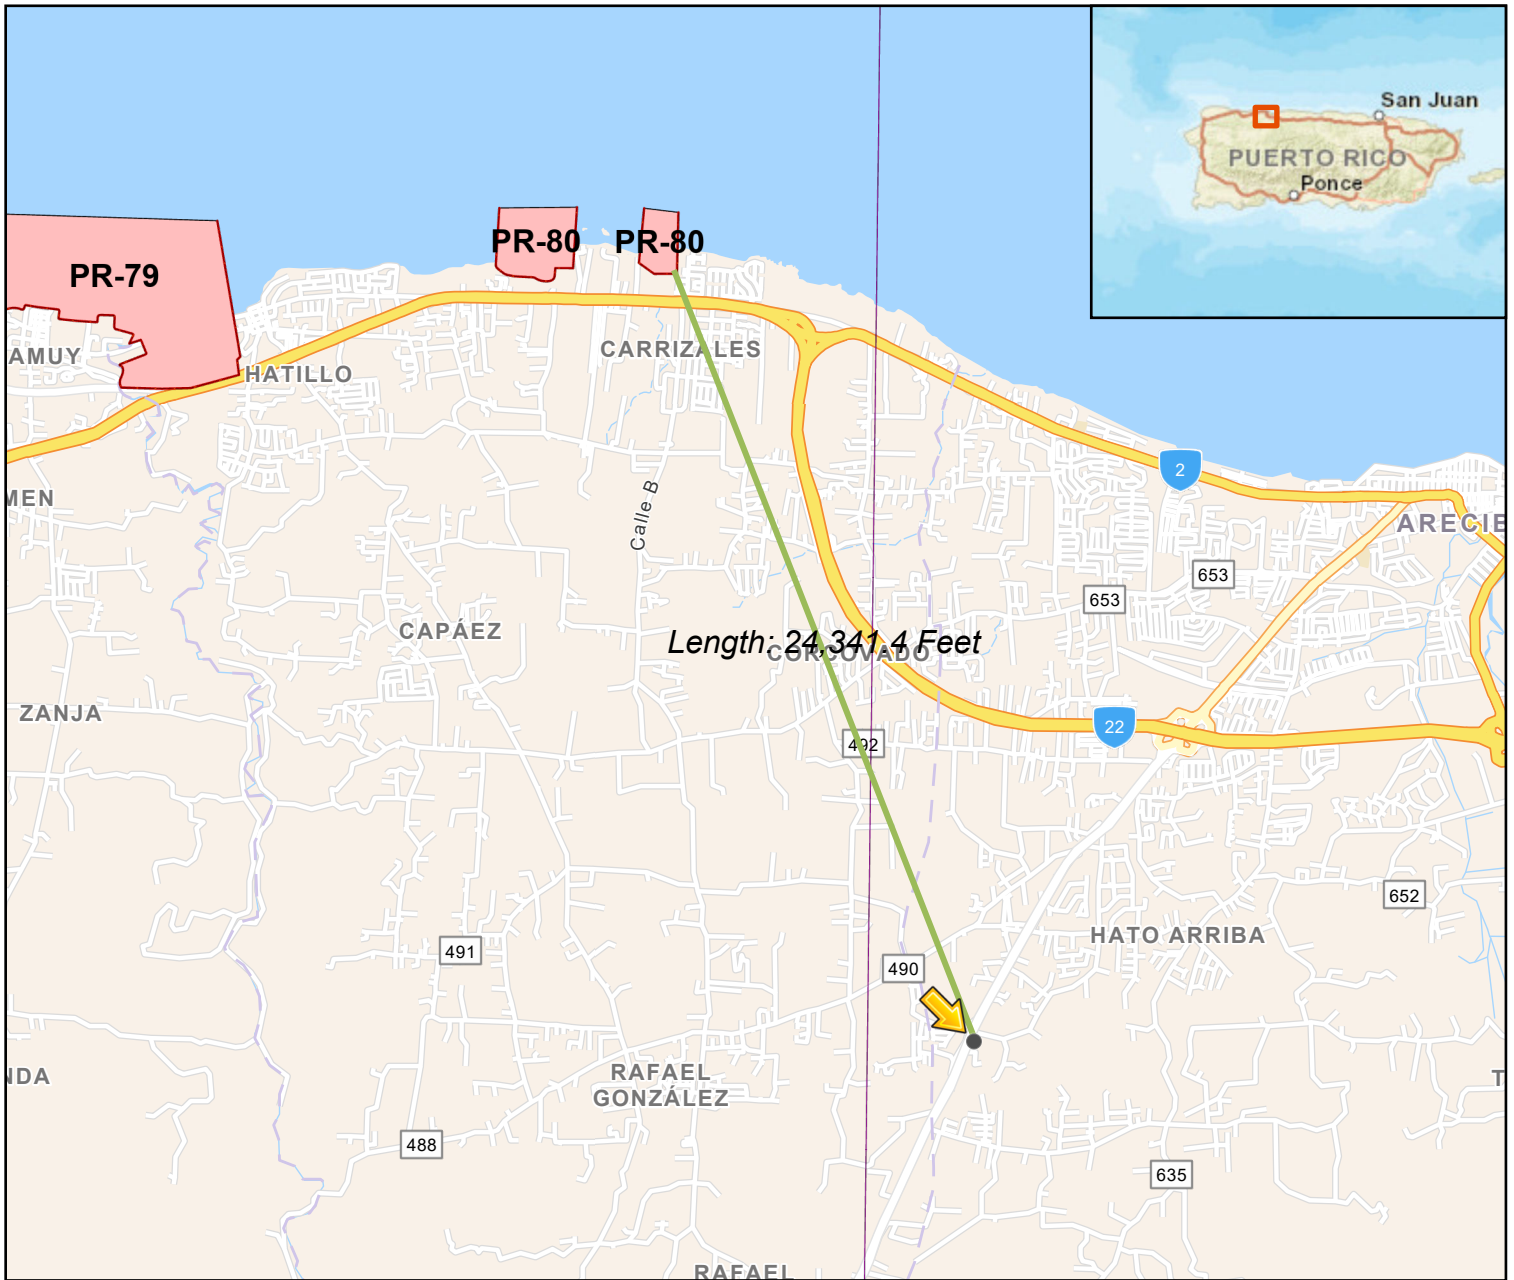 San Juan
PUERTO RICO
Ponce
PR-79
PR-80
PR-80
AMUY
HATILLO
CARRIZALES
2
MEN
Calle B
ARECIB
653
653
CAPÁEZ
Length: 24,341.4 Feet
CORCOVADO
ZANJA
22
492
652
HATO ARRIBA
491
490
NDA
RAFAEL
GONZÁLEZ
T
488
635
RAFAEL